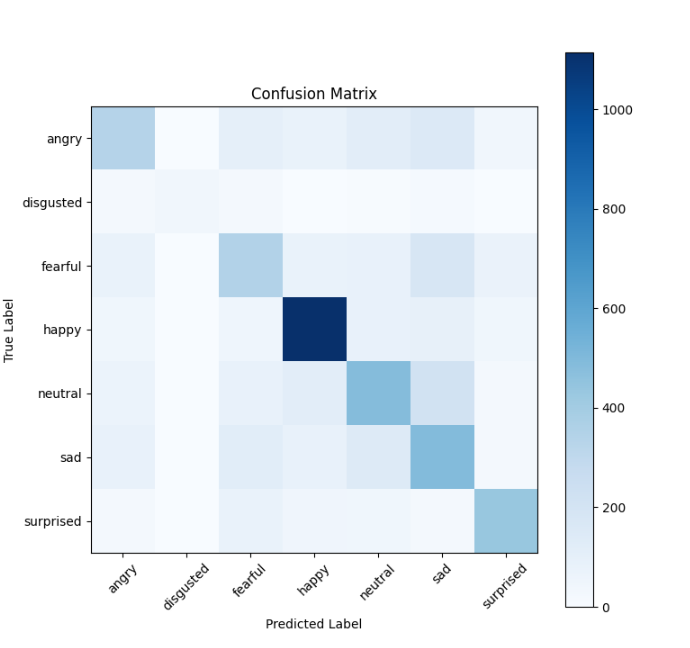 Confusion Matrix
True Label
angry
disgusted
fearful
happy
neutral
sad
surprised
angry
disgusted
fearful
happy
neutral
sad
surprised
Predicted Label
1000
800
600
400
200
0